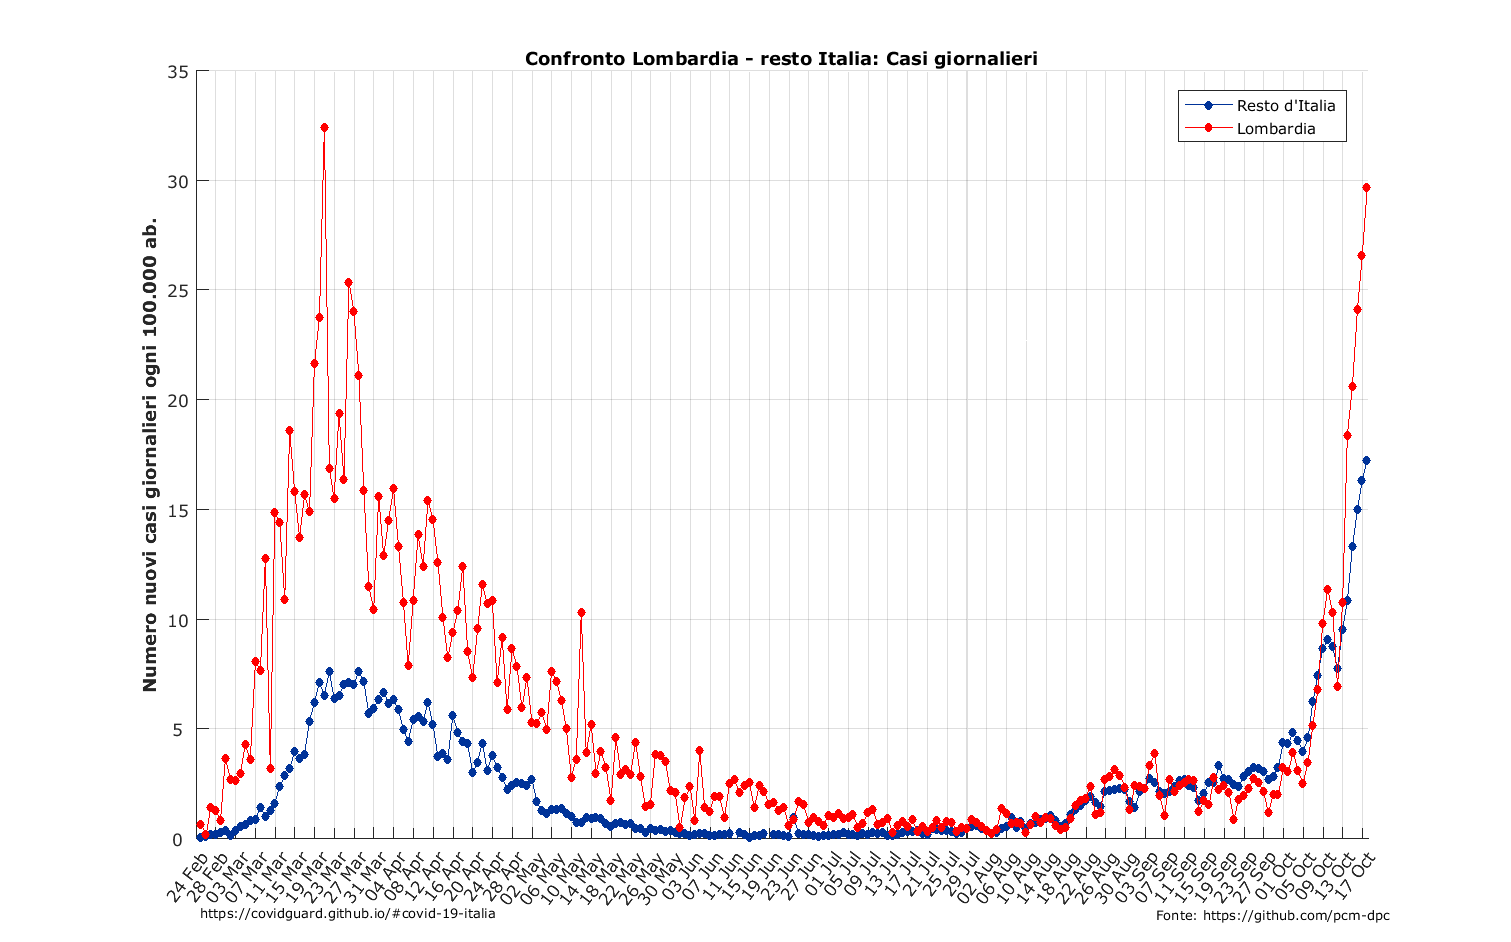 Confronto Lombardia - resto Italia: Casi giornalieri
Numero nuovi casi giornalieri ogni 100.000 ab.
35
30
25
20
15
10
5
0
Resto d'Italia
Lombardia
24 Feb
28 Feb
03 Mar
07 Mar
11 Mar
15 Mar
19 Mar
23 Mar
27 Mar
31 Mar
04 Apr
08 Apr
12 Apr
16 Apr
20 Apr
24 Apr
28 Apr
02 May
06 May
10 May
14 May
18 May
22 May
26 May
30 May
03 Jun
07 Jun
11 Jun
15 Jun
19 Jun
23 Jun
27 Jun
01 Jul
05 Jul
09 Jul
13 Jul
17 Jul
21 Jul
25 Jul
29 Jul
02 Aug
06 Aug
10 Aug
14 Aug
18 Aug
22 Aug
26 Aug
30 Aug
03 Sep
07 Sep
11 Sep
15 Sep
19 Sep
23 Sep
27 Sep
01 Oct
05 Oct
09 Oct
13 Oct
17 Oct
https://covidguard.github.io/#covid-19-italia
Fonte: https://github.com/pcm-dpc